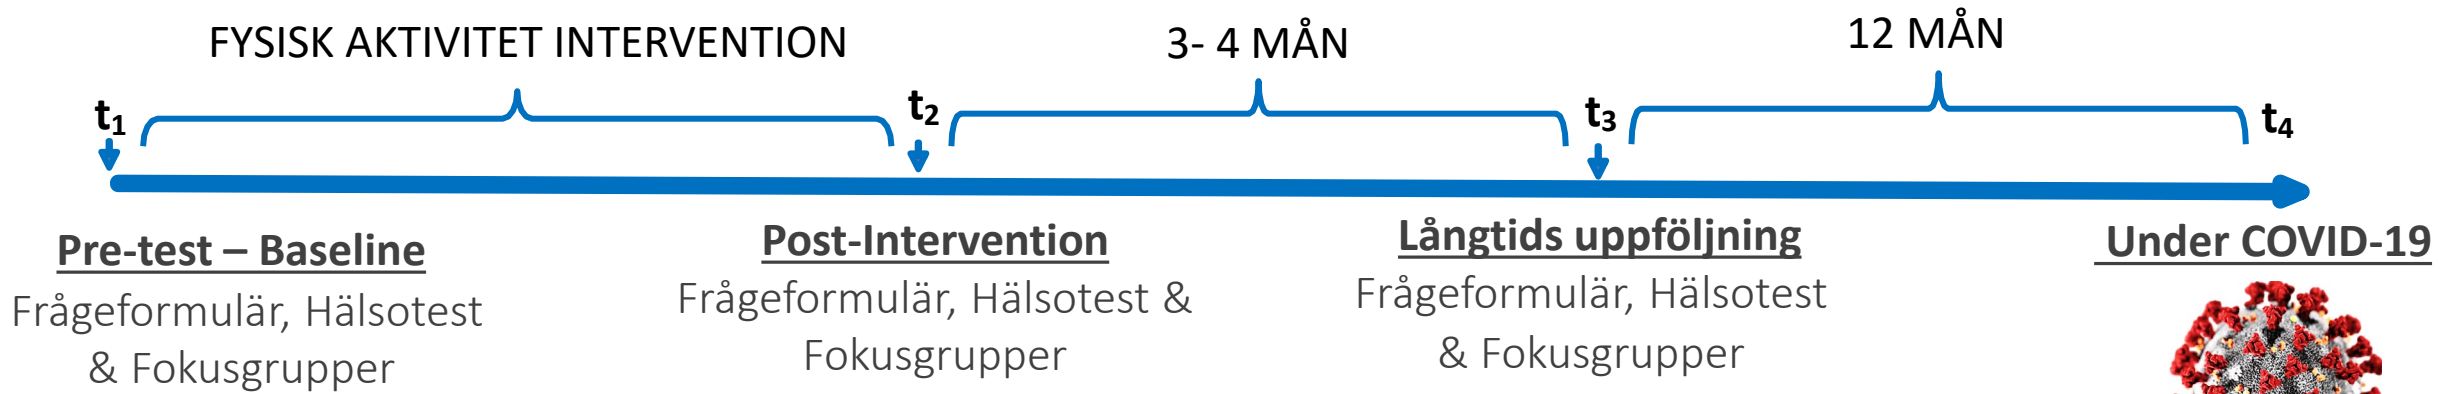 FYSISK AKTIVITET INTERVENTION
3- 4 MÅN
12 MÅN
t1
t2
t3
t4
Pre-test – Baseline
Frågeformulär, Hälsotest
& Fokusgrupper
Post-Intervention
Frågeformulär, Hälsotest &
Fokusgrupper
Långtids uppföljning
Frågeformulär, Hälsotest
& Fokusgrupper
Under COVID-19